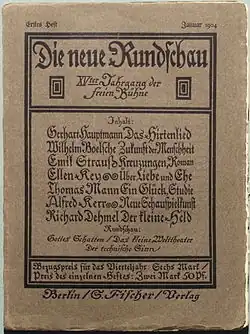 Erstes Heft Januar 1904
Die neue Rundschau
XVter Jahrgang der
freien Bühne
Inhalt:
Gerhart Hauptmann Das Hirtenlied
Wilhelm Boelsche Zukunft der Menschheit
Emil Strauß Kreuzungen, Roman
Ellen Key Über Liebe und Ehe
Thomas Mann Ein Glück, Studie
Alfred Kerr Neue Schauspielkunst
Richard Dehmel Der kleine Held
Rundschau:
Gottes Schatten / Das kleine Welttheater
Der technische Sinn
Bezugspreis für das Vierteljahr: Sechs Mark /
Preis des einzelnen Heftes: Zwei Mark 50 Pf.
Berlin / S. Fischer / Verlag